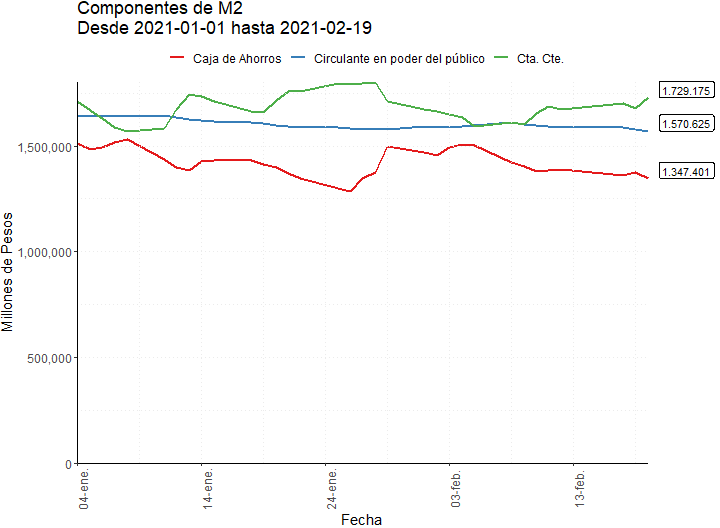 Componentes de M2
Desde 2021-01-01 hasta 2021-02-19
Caja de Ahorros Circulante en poder del público Cta. Cte.
1.729.175
1.570.625
1.347.401
1,500,000
1,000,000
500,000
0
Millones de Pesos
04-ene. 14-ene. 24-ene. 03-feb. 13-feb.
Fecha